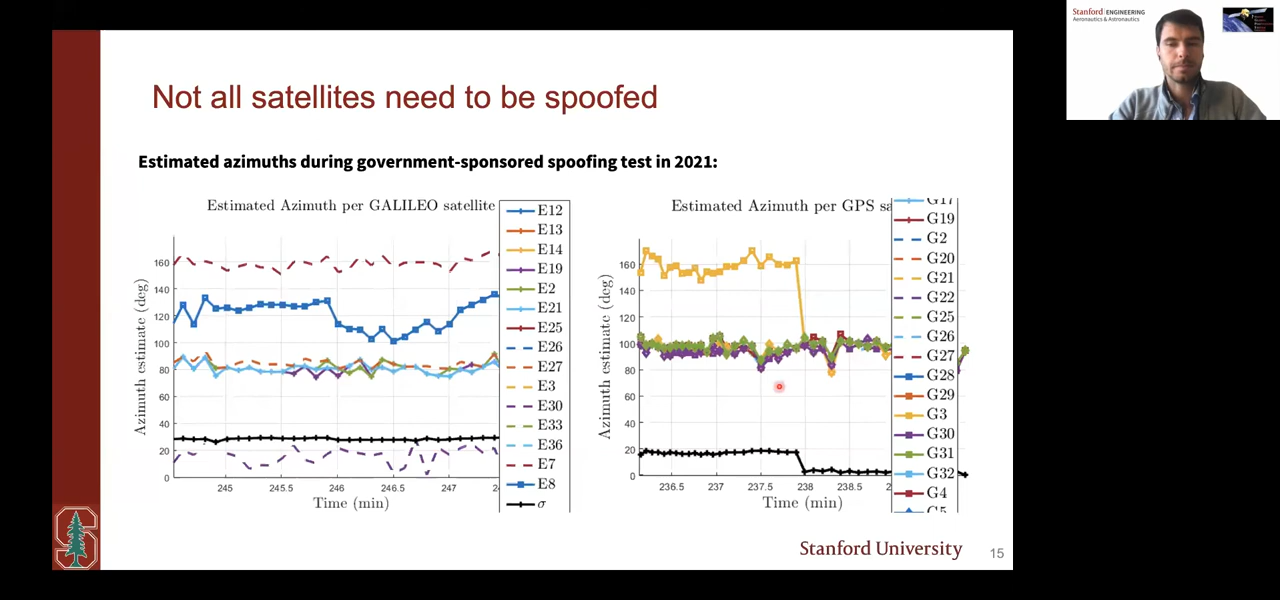 Stanford | ENGINEERING
Aeronautics & Astronautics
Not all satellites need to be spoofed
Estimated azimuths during government-sponsored spoofing test in 2021:
Estimated Azimuth per GALILEO satellite
Azimuth estimate (deg)
160
140
120
100
80
60
40
20
0
245
245.5
246
246.5
247
2
Time (min)
E12
E13
E14
E19
E2
E21
E25
E26
E27
E3
E30
E33
E36
E7
E8
σ
Estimated Azimuth per GPS sa
Azimuth estimate (deg)
160
140
120
100
80
60
40
20
0
236.5
237
237.5
238
238.5
2
Time (min)
G17
G19
G2
G20
G21
G22
G25
G26
G27
G28
G29
G3
G30
G31
G32
G4
G5
Stanford University
15